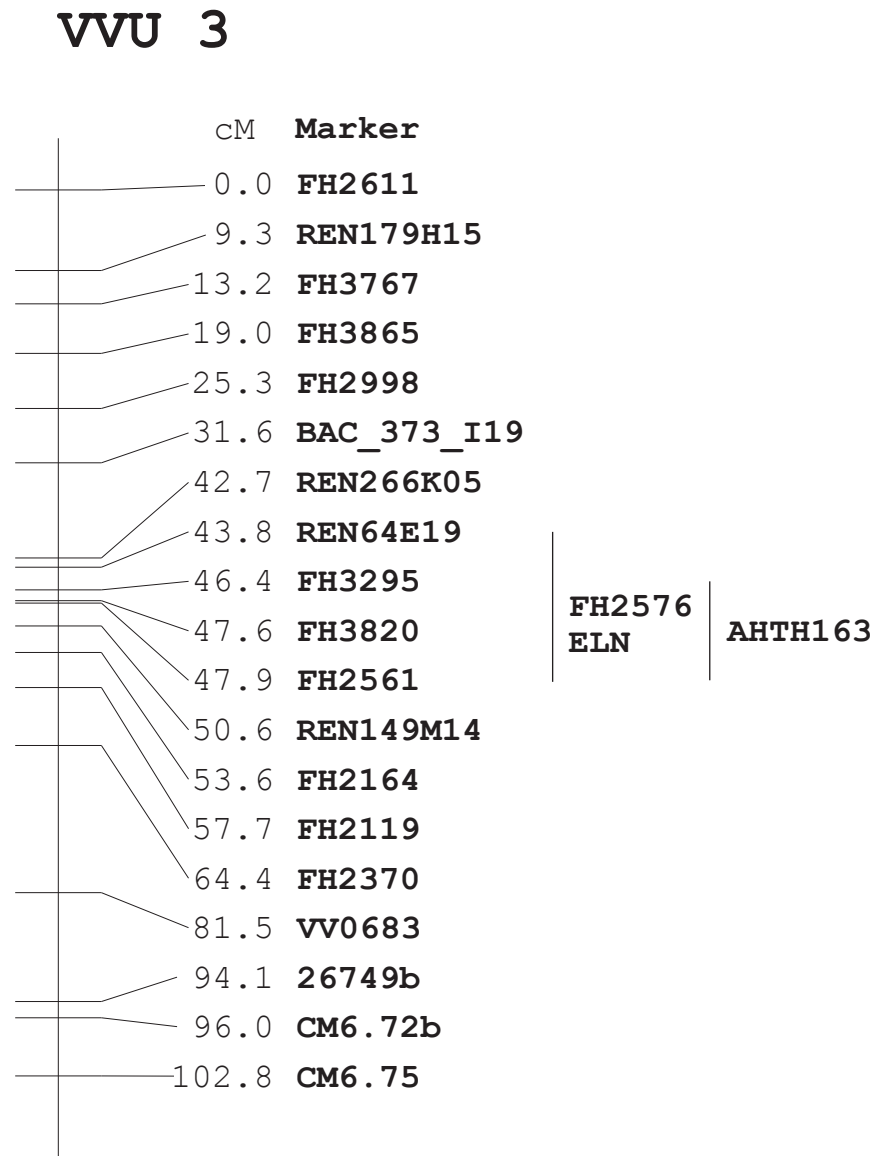 VVU 3
cM Marker
0.0 FH2611
9.3 REN179H15
13.2 FH3767
19.0 FH3865
25.3 FH2998
31.6 BAC_373_I19
42.7 REN266K05
43.8 REN64E19
46.4 FH3295
47.6 FH3820
47.9 FH2561
50.6 REN149M14
53.6 FH2164
57.7 FH2119
64.4 FH2370
81.5 VV0683
94.1 26749b
96.0 CM6.72b
102.8 CM6.75
FH2576
ELN
AHTH163